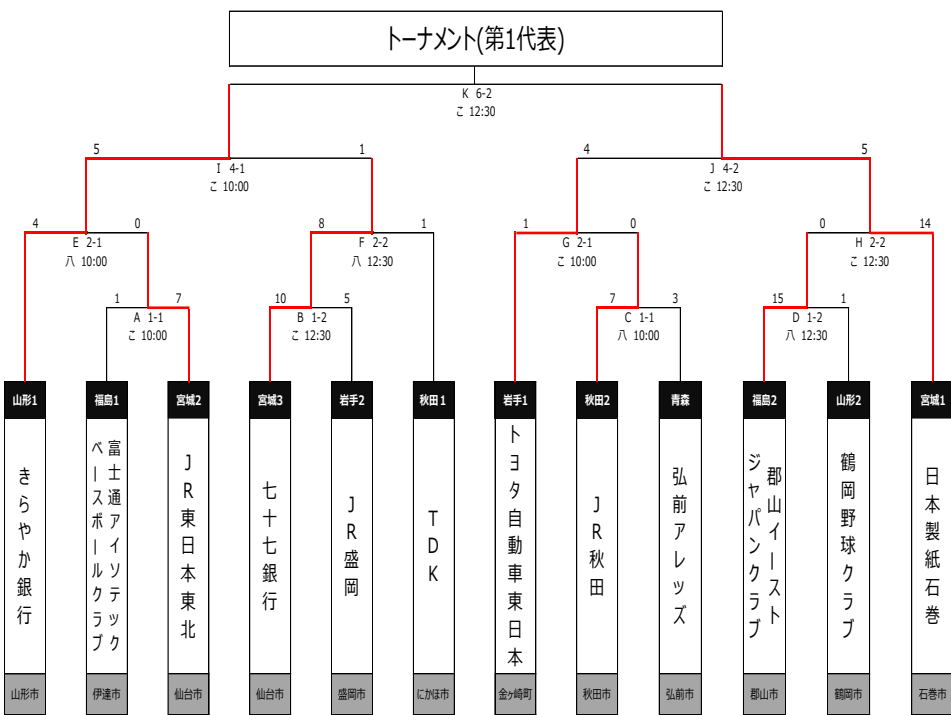 トーナメント(第1代表)
K 6-2
こ 12:30
5
1
4
5
I 4-1
こ 10:00
J 4-2
こ 12:30
4
0
8
1
1
0
0
14
E 2-1
八 10:00
F 2-2
八 12:30
G 2-1
こ 10:00
H 2-2
こ 12:30
1
7
10
5
7
3
15
1
A 1-1
こ 10:00
B 1-2
こ 12:30
C 1-1
八 10:00
D 1-2
八 12:30
山形1
福島1
宮城2
宮城3
岩手2
秋田1
岩手1
秋田2
青森
福島2
山形2
宮城1
きらやか銀行
富士通アイソテック
ベースボールクラブ
JR東日本東北
七十七銀行
JR盛岡
TDK
トヨタ自動車東日本
JR秋田
弘前アレッズ
郡山イースト
ジャパンクラブ
鶴岡野球クラブ
日本製紙石巻
山形市
伊達市
仙台市
仙台市
盛岡市
にかほ市
金ヶ崎町
秋田市
弘前市
郡山市
鶴岡市
石巻市